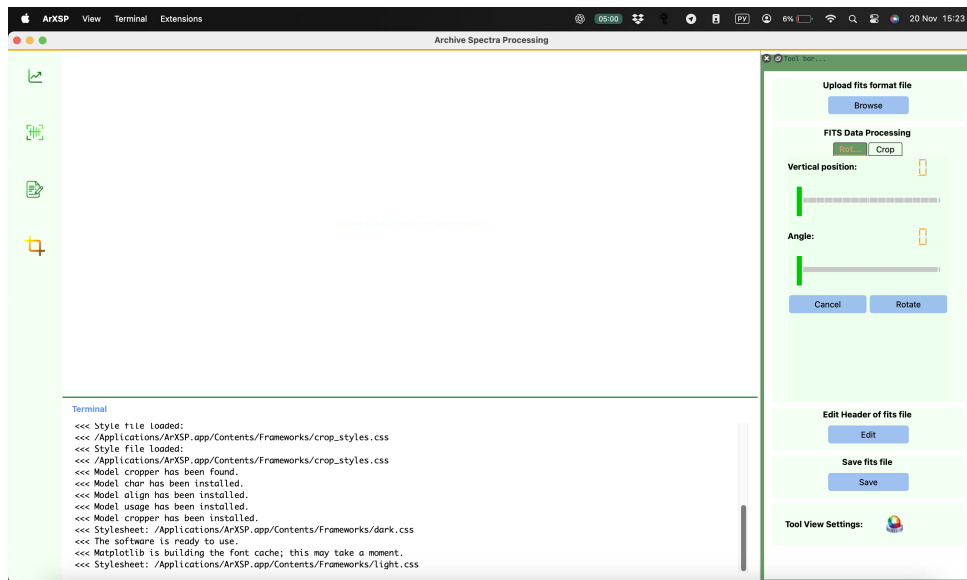 ArXSP View Terminal Extensions 05:00 РУ 6% 20 Nov 15:23
Archive Spectra Processing
Tool bar...
Upload fits format file
Browse
FITS Data Processing
Rot... Crop
Vertical position: 0
Angle: 0
Cancel Rotate
Edit Header of fits file
Edit
Save fits file
Save
Tool View Settings:
Terminal
<<< Style file loaded:
<<< /Applications/ArXSP.app/Contents/Frameworks/crop_styles.css
<<< Style file loaded:
<<< /Applications/ArXSP.app/Contents/Frameworks/crop_styles.css
<<< Model cropper has been found.
<<< Model char has been installed.
<<< Model align has been installed.
<<< Model usage has been installed.
<<< Model cropper has been installed.
<<< Stylesheet: /Applications/ArXSP.app/Contents/Frameworks/dark.css
<<< The software is ready to use.
<<< Matplotlib is building the font cache; this may take a moment.
<<< Stylesheet: /Applications/ArXSP.app/Contents/Frameworks/light.css